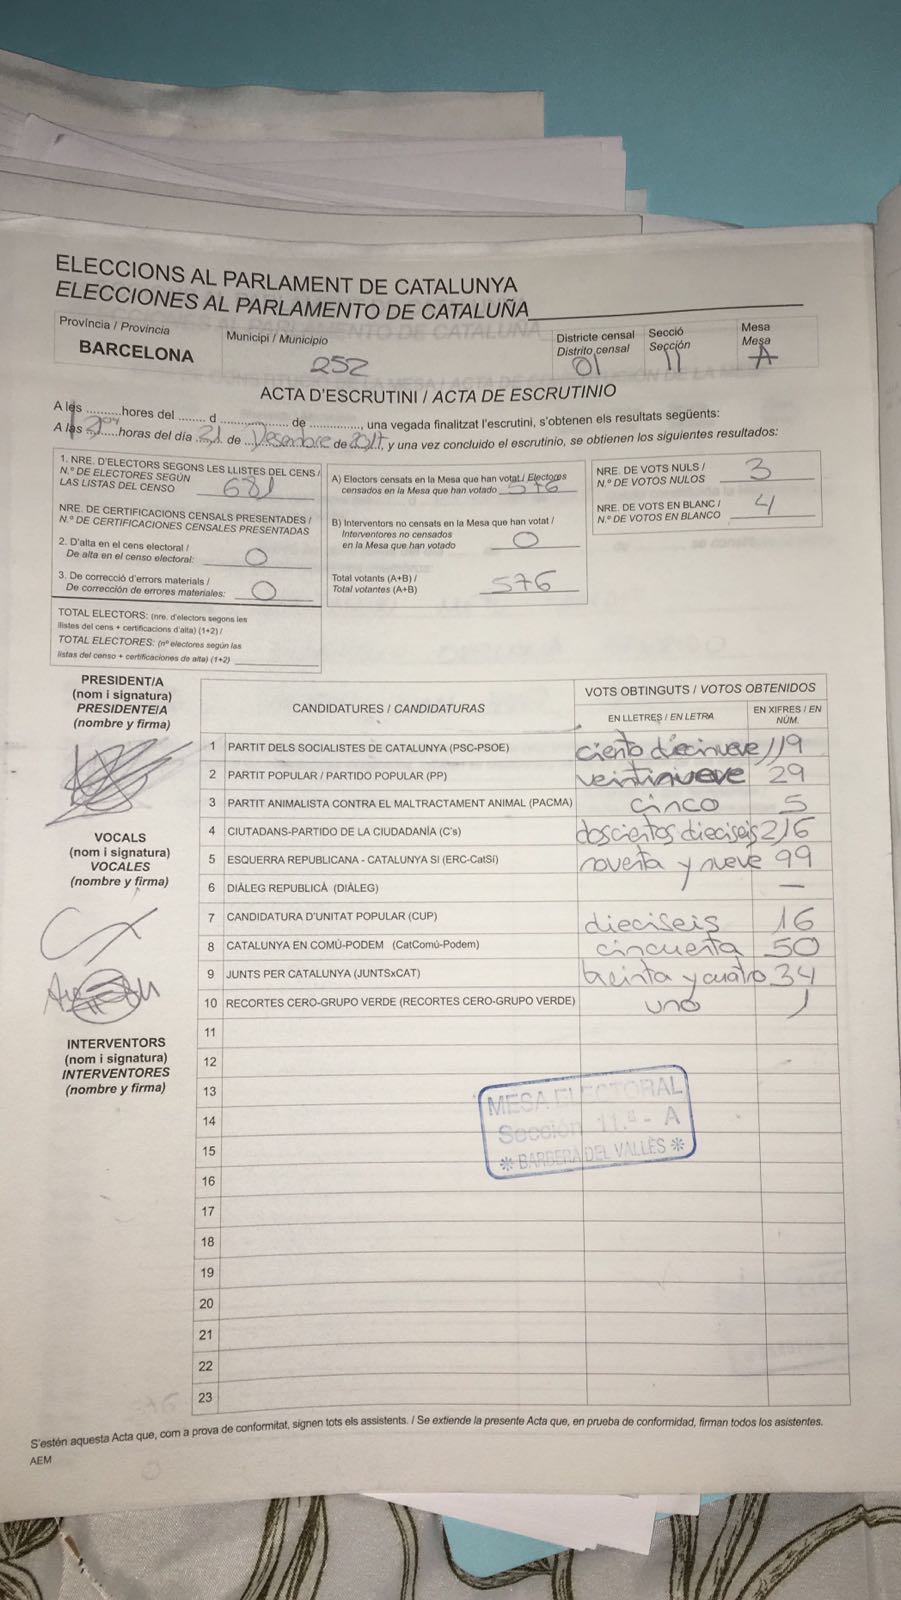 ELECCIONS AL PARLAMENT DE CATALUNYA
ELECCIONES AL PARLAMENTO DE CATALUÑA
Província / Provincia
BARCELONA
Municipi / Municipio
252
Districte censal
Distrito censal
01
Secció
Sección
11
Mesa
Mesa
A
ACTA D'ESCRUTINI / ACTA DE ESCRUTINIO
A les ..........hores del ........ d .................. de ............., una vegada finalitzat l'escrutini, s'obtenen els resultats següents:
A las ......horas del día 21 de Desembre de 2017, y una vez concluido el escrutinio, se obtienen los siguientes resultados:
1. NRE. D'ELECTORS SEGONS LES LLISTES DEL CENS /
N.º DE ELECTORES SEGÚN
LAS LISTAS DEL CENSO 681
NRE. DE CERTIFICACIONS CENSALS PRESENTADES /
N.º DE CERTIFICACIONES CENSALES PRESENTADAS
2. D'alta en el cens electoral /
De alta en el censo electoral: 0
3. De correcció d'errors materials /
De corrección de errores materiales: 0
TOTAL ELECTORS: (nre. d'electors segons les
llistes del cens + certificacions d'alta) (1+2) /
TOTAL ELECTORES: (nº electores según las
listas del censo + certificaciones de alta) (1+2)
A) Electors censats en la Mesa que han votat / Electores
censados en la Mesa que han votado 576
B) Interventors no censats en la Mesa que han votat /
Interventores no censados
en la Mesa que han votado 0
Total votants (A+B) /
Total votantes (A+B) 576
NRE. DE VOTS NULS /
N.º DE VOTOS NULOS 3
NRE. DE VOTS EN BLANC /
N.º DE VOTOS EN BLANCO 4
PRESIDENT/A
(nom i signatura)
PRESIDENTE/A
(nombre y firma)
VOCALS
(nom i signatura)
VOCALES
(nombre y firma)
INTERVENTORS
(nom i signatura)
INTERVENTORES
(nombre y firma)
CANDIDATURES / CANDIDATURAS
VOTS OBTINGUTS / VOTOS OBTENIDOS
EN LLETRES / EN LETRA
EN XIFRES / EN
NÚM.
1 PARTIT DELS SOCIALISTES DE CATALUNYA (PSC-PSOE) ciento diecinueve 119
2 PARTIT POPULAR / PARTIDO POPULAR (PP) veintinueve 29
3 PARTIT ANIMALISTA CONTRA EL MALTRACTAMENT ANIMAL (PACMA) cinco 5
4 CIUTADANS-PARTIDO DE LA CIUDADANÍA (C's) doscientos dieciseis 216
5 ESQUERRA REPUBLICANA - CATALUNYA SÍ (ERC-CatSí) noventa y nueve 99
6 DIÀLEG REPUBLICÀ (DIÀLEG) —
7 CANDIDATURA D'UNITAT POPULAR (CUP) dieciseis 16
8 CATALUNYA EN COMÚ-PODEM (CatComú-Podem) cincuenta 50
9 JUNTS PER CATALUNYA (JUNTSxCAT) treinta y cuatro 34
10 RECORTES CERO-GRUPO VERDE (RECORTES CERO-GRUPO VERDE) uno 1
11
12
13
14
15
16
17
18
19
20
21
22
23
MESA ELECTORAL
Sección 11.ª - A
* BARBERÀ DEL VALLÈS *
S'estén aquesta Acta que, com a prova de conformitat, signen tots els assistents. / Se extiende la presente Acta que, en prueba de conformidad, firman todos los asistentes.
AEM